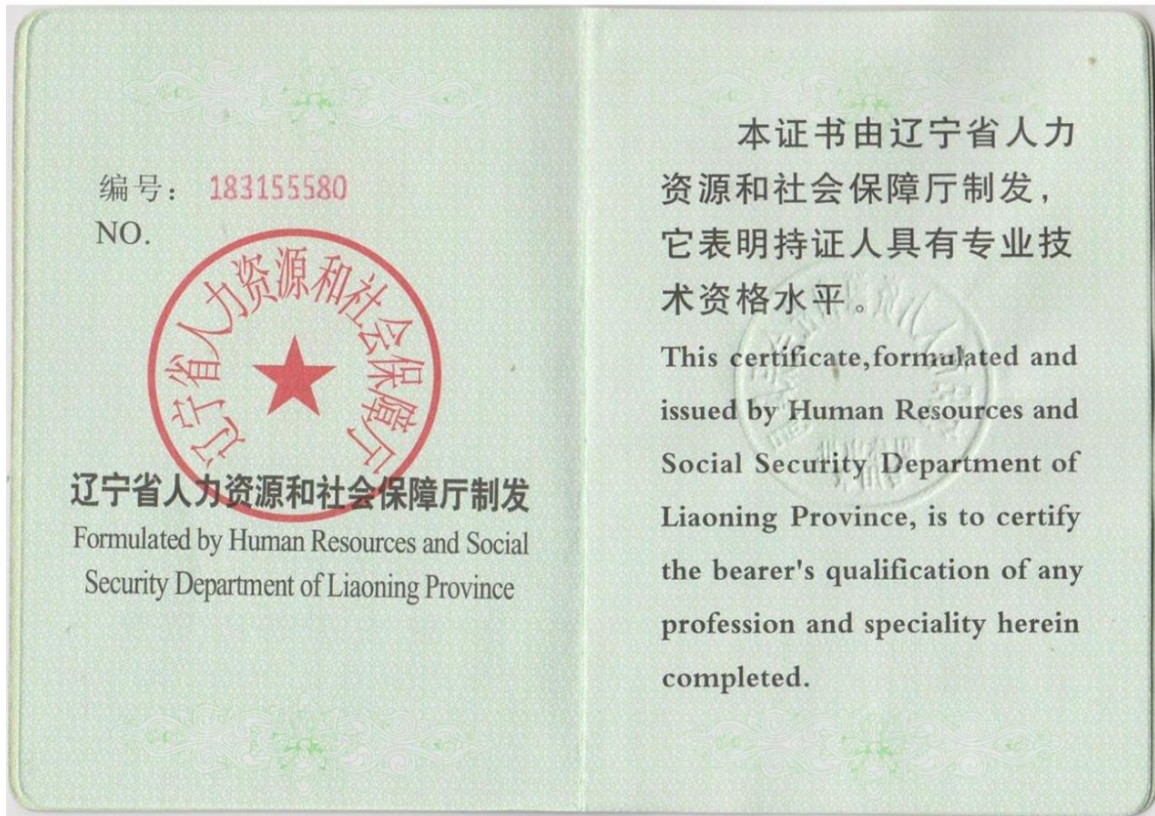 编号： 183155580
NO.
辽宁省人力资源和社会保障厅
辽宁省人力资源和社会保障厅制发
Formulated by Human Resources and Social
Security Department of Liaoning Province
本证书由辽宁省人力
资源和社会保障厅制发，
它表明持证人具有专业技
术资格水平。
This certificate,formulated and
issued by Human Resources and
Social Security Department of
Liaoning Province, is to certify
the bearer's qualification of any
profession and speciality herein
completed.